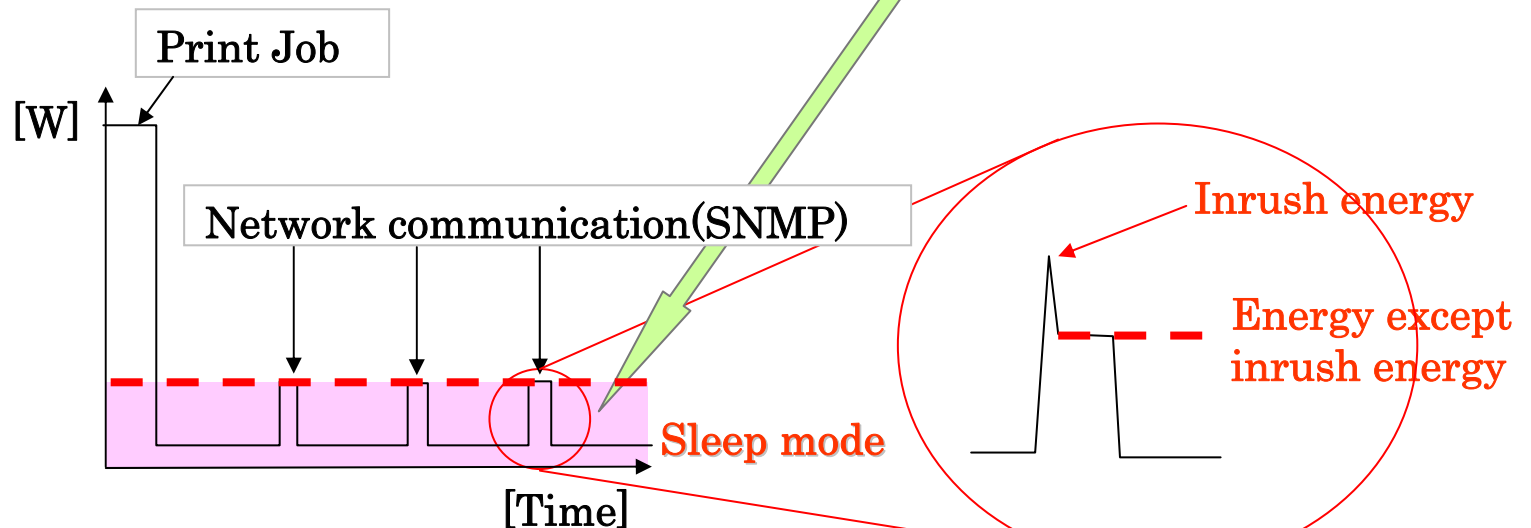 Print Job
[W]
Network communication(SNMP)
Inrush energy
Energy except
inrush energy
Sleep mode
[Time]